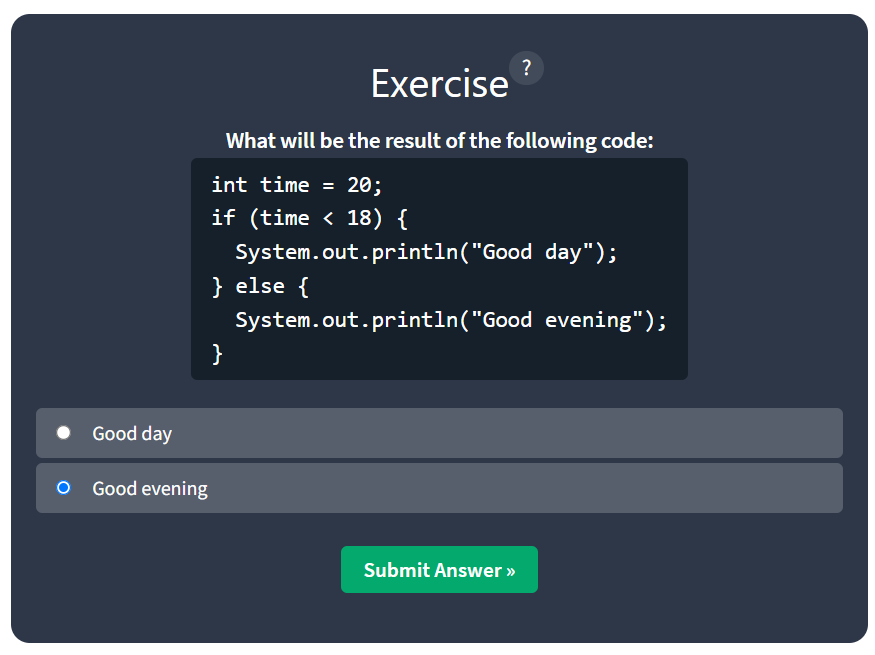 Exercise ?
What will be the result of the following code:
int time = 20;
if (time < 18) {
  System.out.println("Good day");
} else {
  System.out.println("Good evening");
}
Good day
Good evening
Submit Answer »